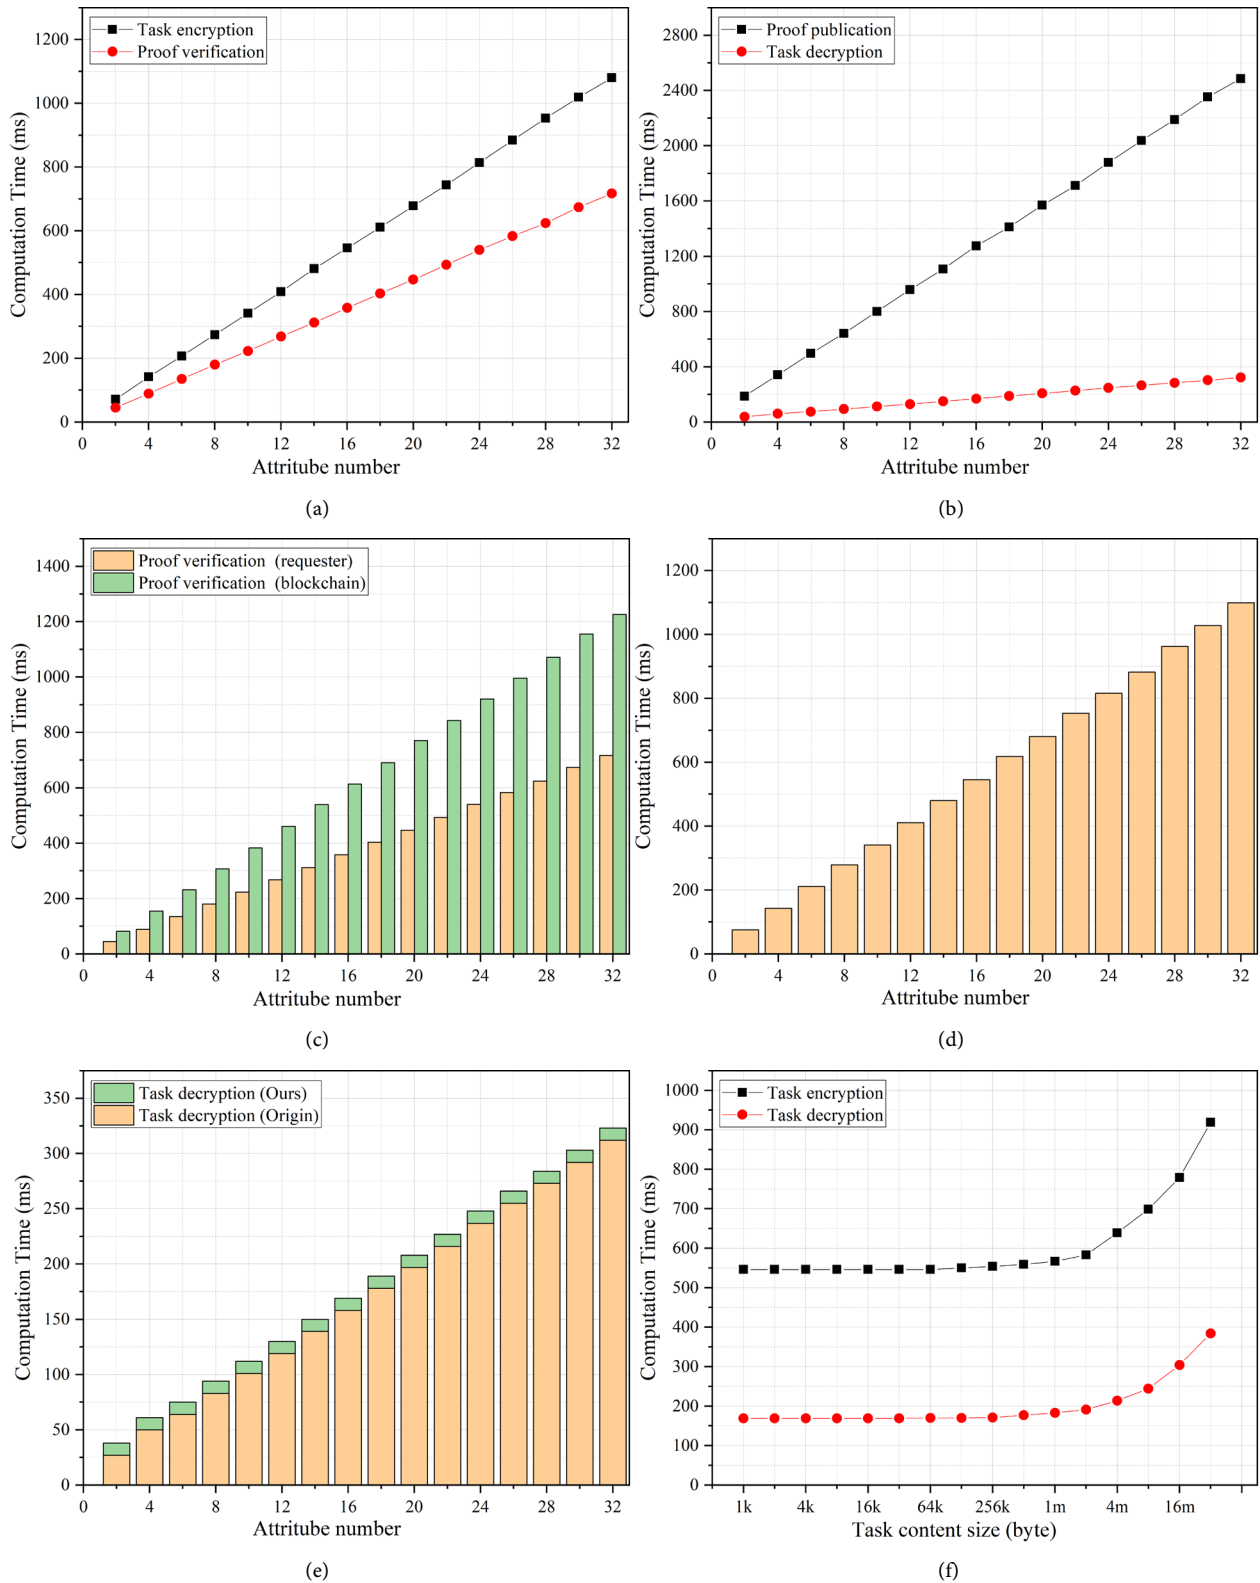 Task encryption
Proof verification
1200
1000
800
600
400
200
0
0 4 8 12 16 20 24 28 32
Computation Time (ms)
Attritube number
(a)
Proof publication
Task decryption
2800
2400
2000
1600
1200
800
400
0
0 4 8 12 16 20 24 28 32
Computation Time (ms)
Attritube number
(b)
Proof verification (requester)
Proof verification (blockchain)
1400
1200
1000
800
600
400
200
0
0 4 8 12 16 20 24 28 32
Computation Time (ms)
Attritube number
(c)
1200
1000
800
600
400
200
0
0 4 8 12 16 20 24 28 32
Computation Time (ms)
Attritube number
(d)
Task decryption (Ours)
Task decryption (Origin)
350
300
250
200
150
100
50
0
0 4 8 12 16 20 24 28 32
Computation Time (ms)
Attritube number
(e)
Task encryption
Task decryption
1000
900
800
700
600
500
400
300
200
100
0
1k 4k 16k 64k 256k 1m 4m 16m
Computation Time (ms)
Task content size (byte)
(f)